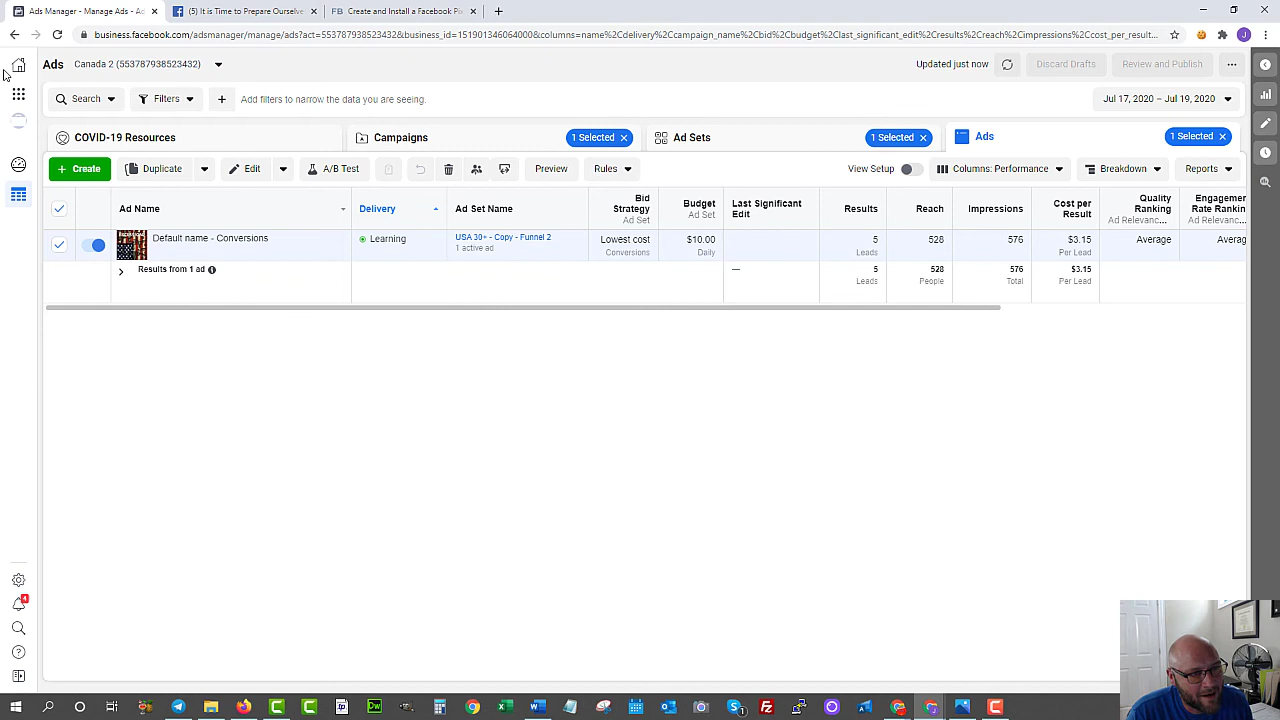 Ads Manager - Manage Ads - Ad
(5) It is Time to Prepare Ourselve
FB Create and Install a Facebook Pi
business.facebook.com/adsmanager/manage/ads?act=553787938523432&business_id=151901346064000&columns=name%2Cdelivery%2Ccampaign_name%2Cbid%2Cbudget%2Clast_significant_edit%2Cresults%2Creach%2Cimpressions%2Ccost_per_result%2C...
Ads Canada 2 (553787938523432) Updated just now Discard Drafts Review and Publish
Search Filters + Add filters to narrow the data you are seeing. Jul 17, 2020 – Jul 19, 2020
COVID-19 Resources Campaigns 1 Selected Ad Sets 1 Selected Ads 1 Selected
+ Create Duplicate Edit A/B Test Preview Rules View Setup Columns: Performance Breakdown Reports
Ad Name Delivery Ad Set Name Bid Strategy Ad Set Budget Ad Set Last Significant Edit Results Reach Impressions Cost per Result Quality Ranking Ad Relevanc... Engagemen Rate Rankin Ad Relevanc...
Default name - Conversions Learning USA 30+ - Copy - Funnel 2 Lowest cost $10.00 5 528 576 $3.15 Average Averag
1 active ad Conversions Daily Leads Per Lead
Results from 1 ad — 5 528 576 $3.15
Leads People Total Per Lead
4